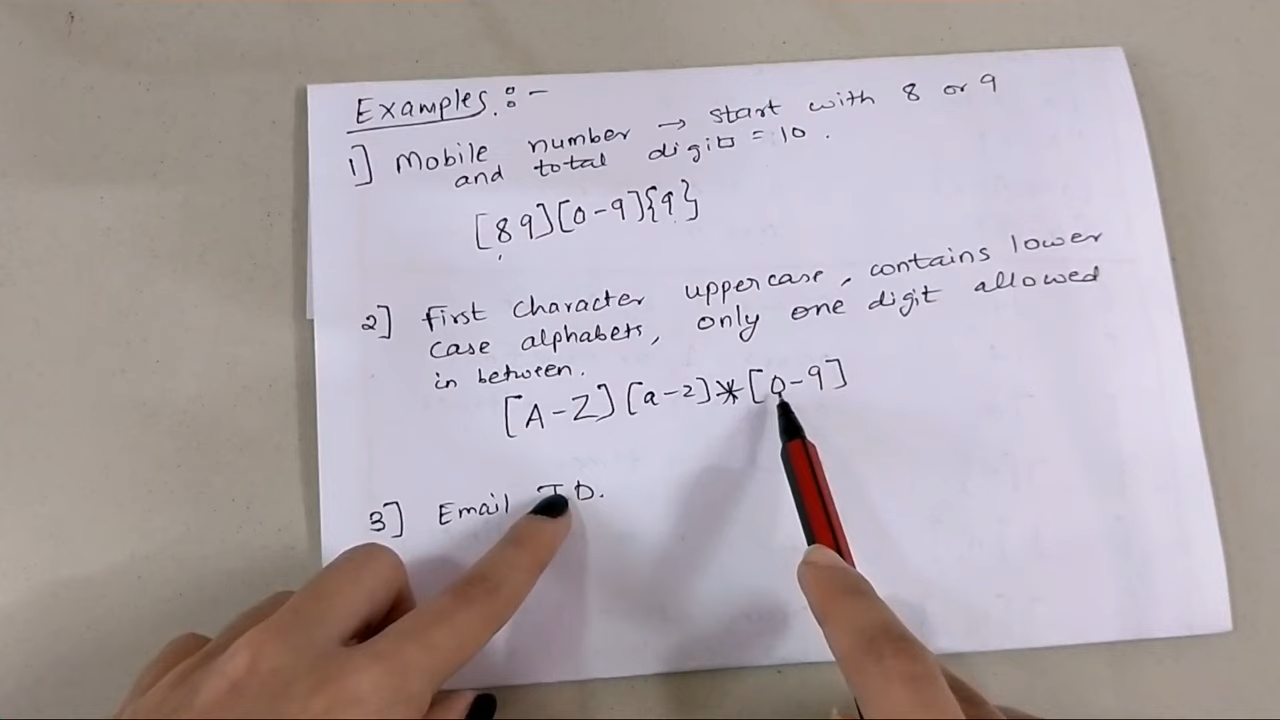 Examples :-
1] Mobile number → start with 8 or 9
and total digits = 10.
[89][0-9]{9}
2] First character uppercase, contains lower
case alphabets, only one digit allowed
in between.
[A-Z][a-z]*[0-9]
3] Email ID.